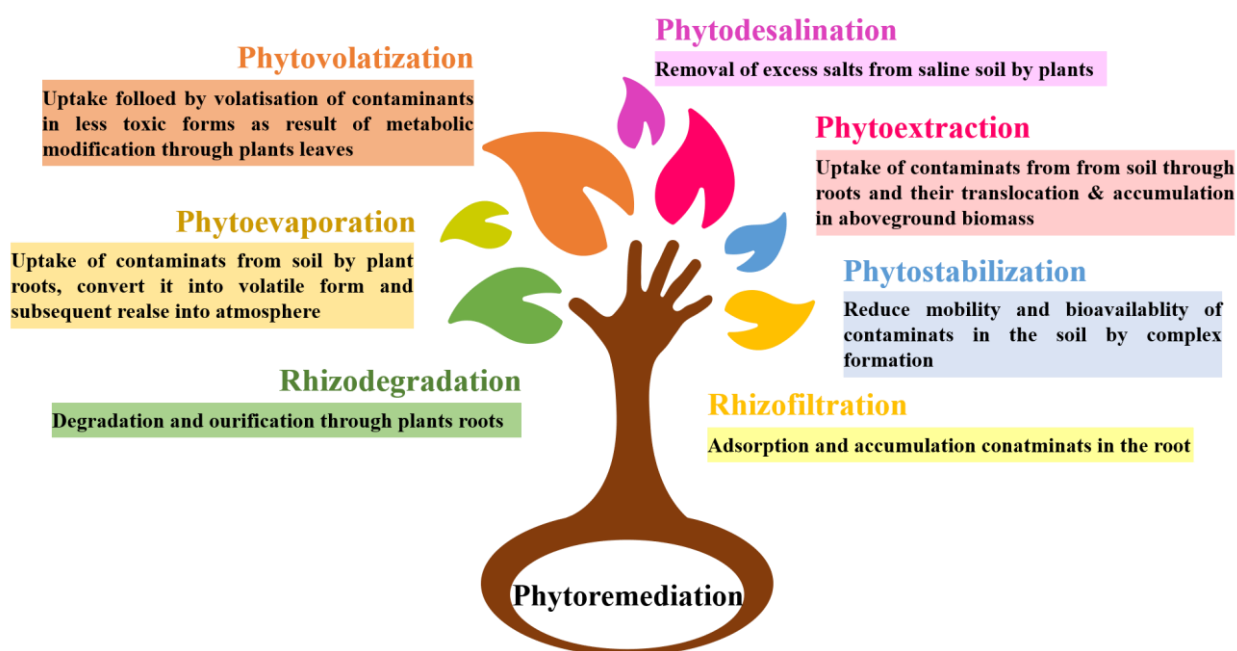 Phytovolatization
Uptake folloed by volatisation of contaminants
in less toxic forms as result of metabolic
modification through plants leaves
Phytoevaporation
Uptake of contaminats from soil by plant
roots, convert it into volatile form and
subsequent realse into atmosphere
Rhizodegradation
Degradation and ourification through plants roots
Phytodesalination
Removal of excess salts from saline soil by plants
Phytoextraction
Uptake of contaminats from from soil through
roots and their translocation & accumulation
in aboveground biomass
Phytostabilization
Reduce mobility and bioavailablity of
contaminats in the soil by complex
formation
Rhizofiltration
Adsorption and accumulation conatminats in the root
Phytoremediation